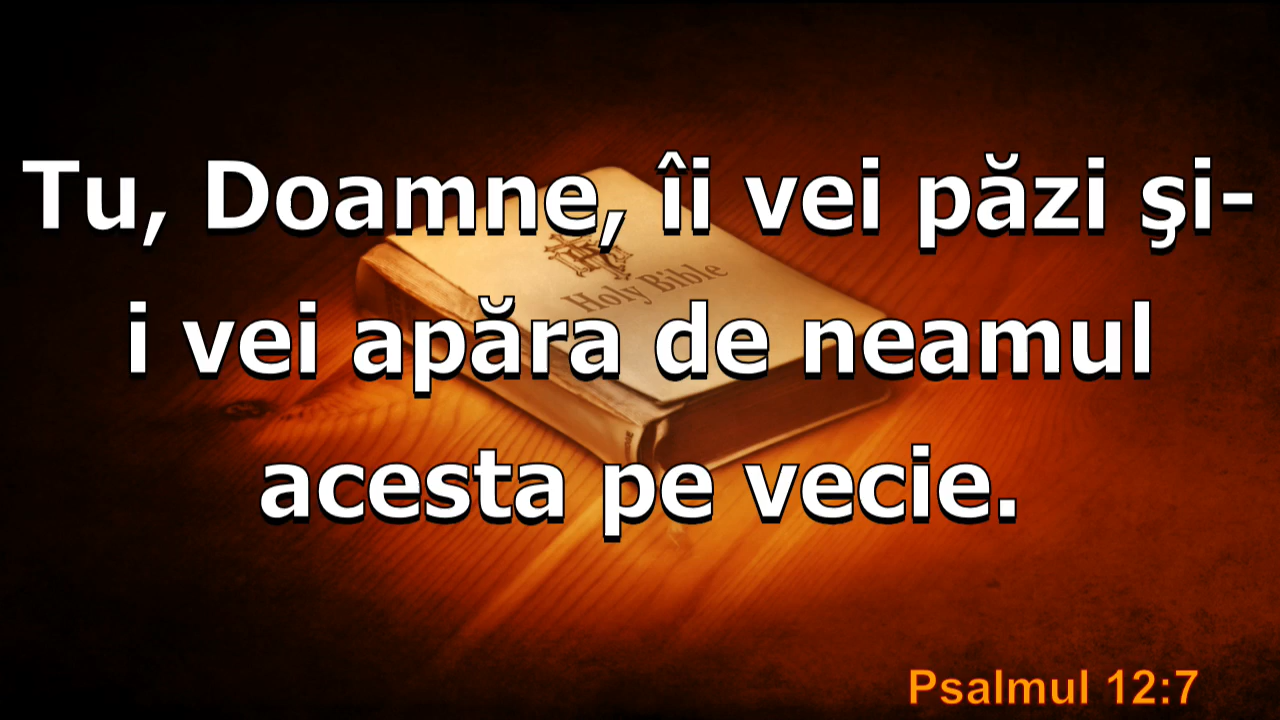 Tu, Doamne, îi vei păzi şi-
i vei apăra de neamul
acesta pe vecie.
Holy Bible
Psalmul 12:7